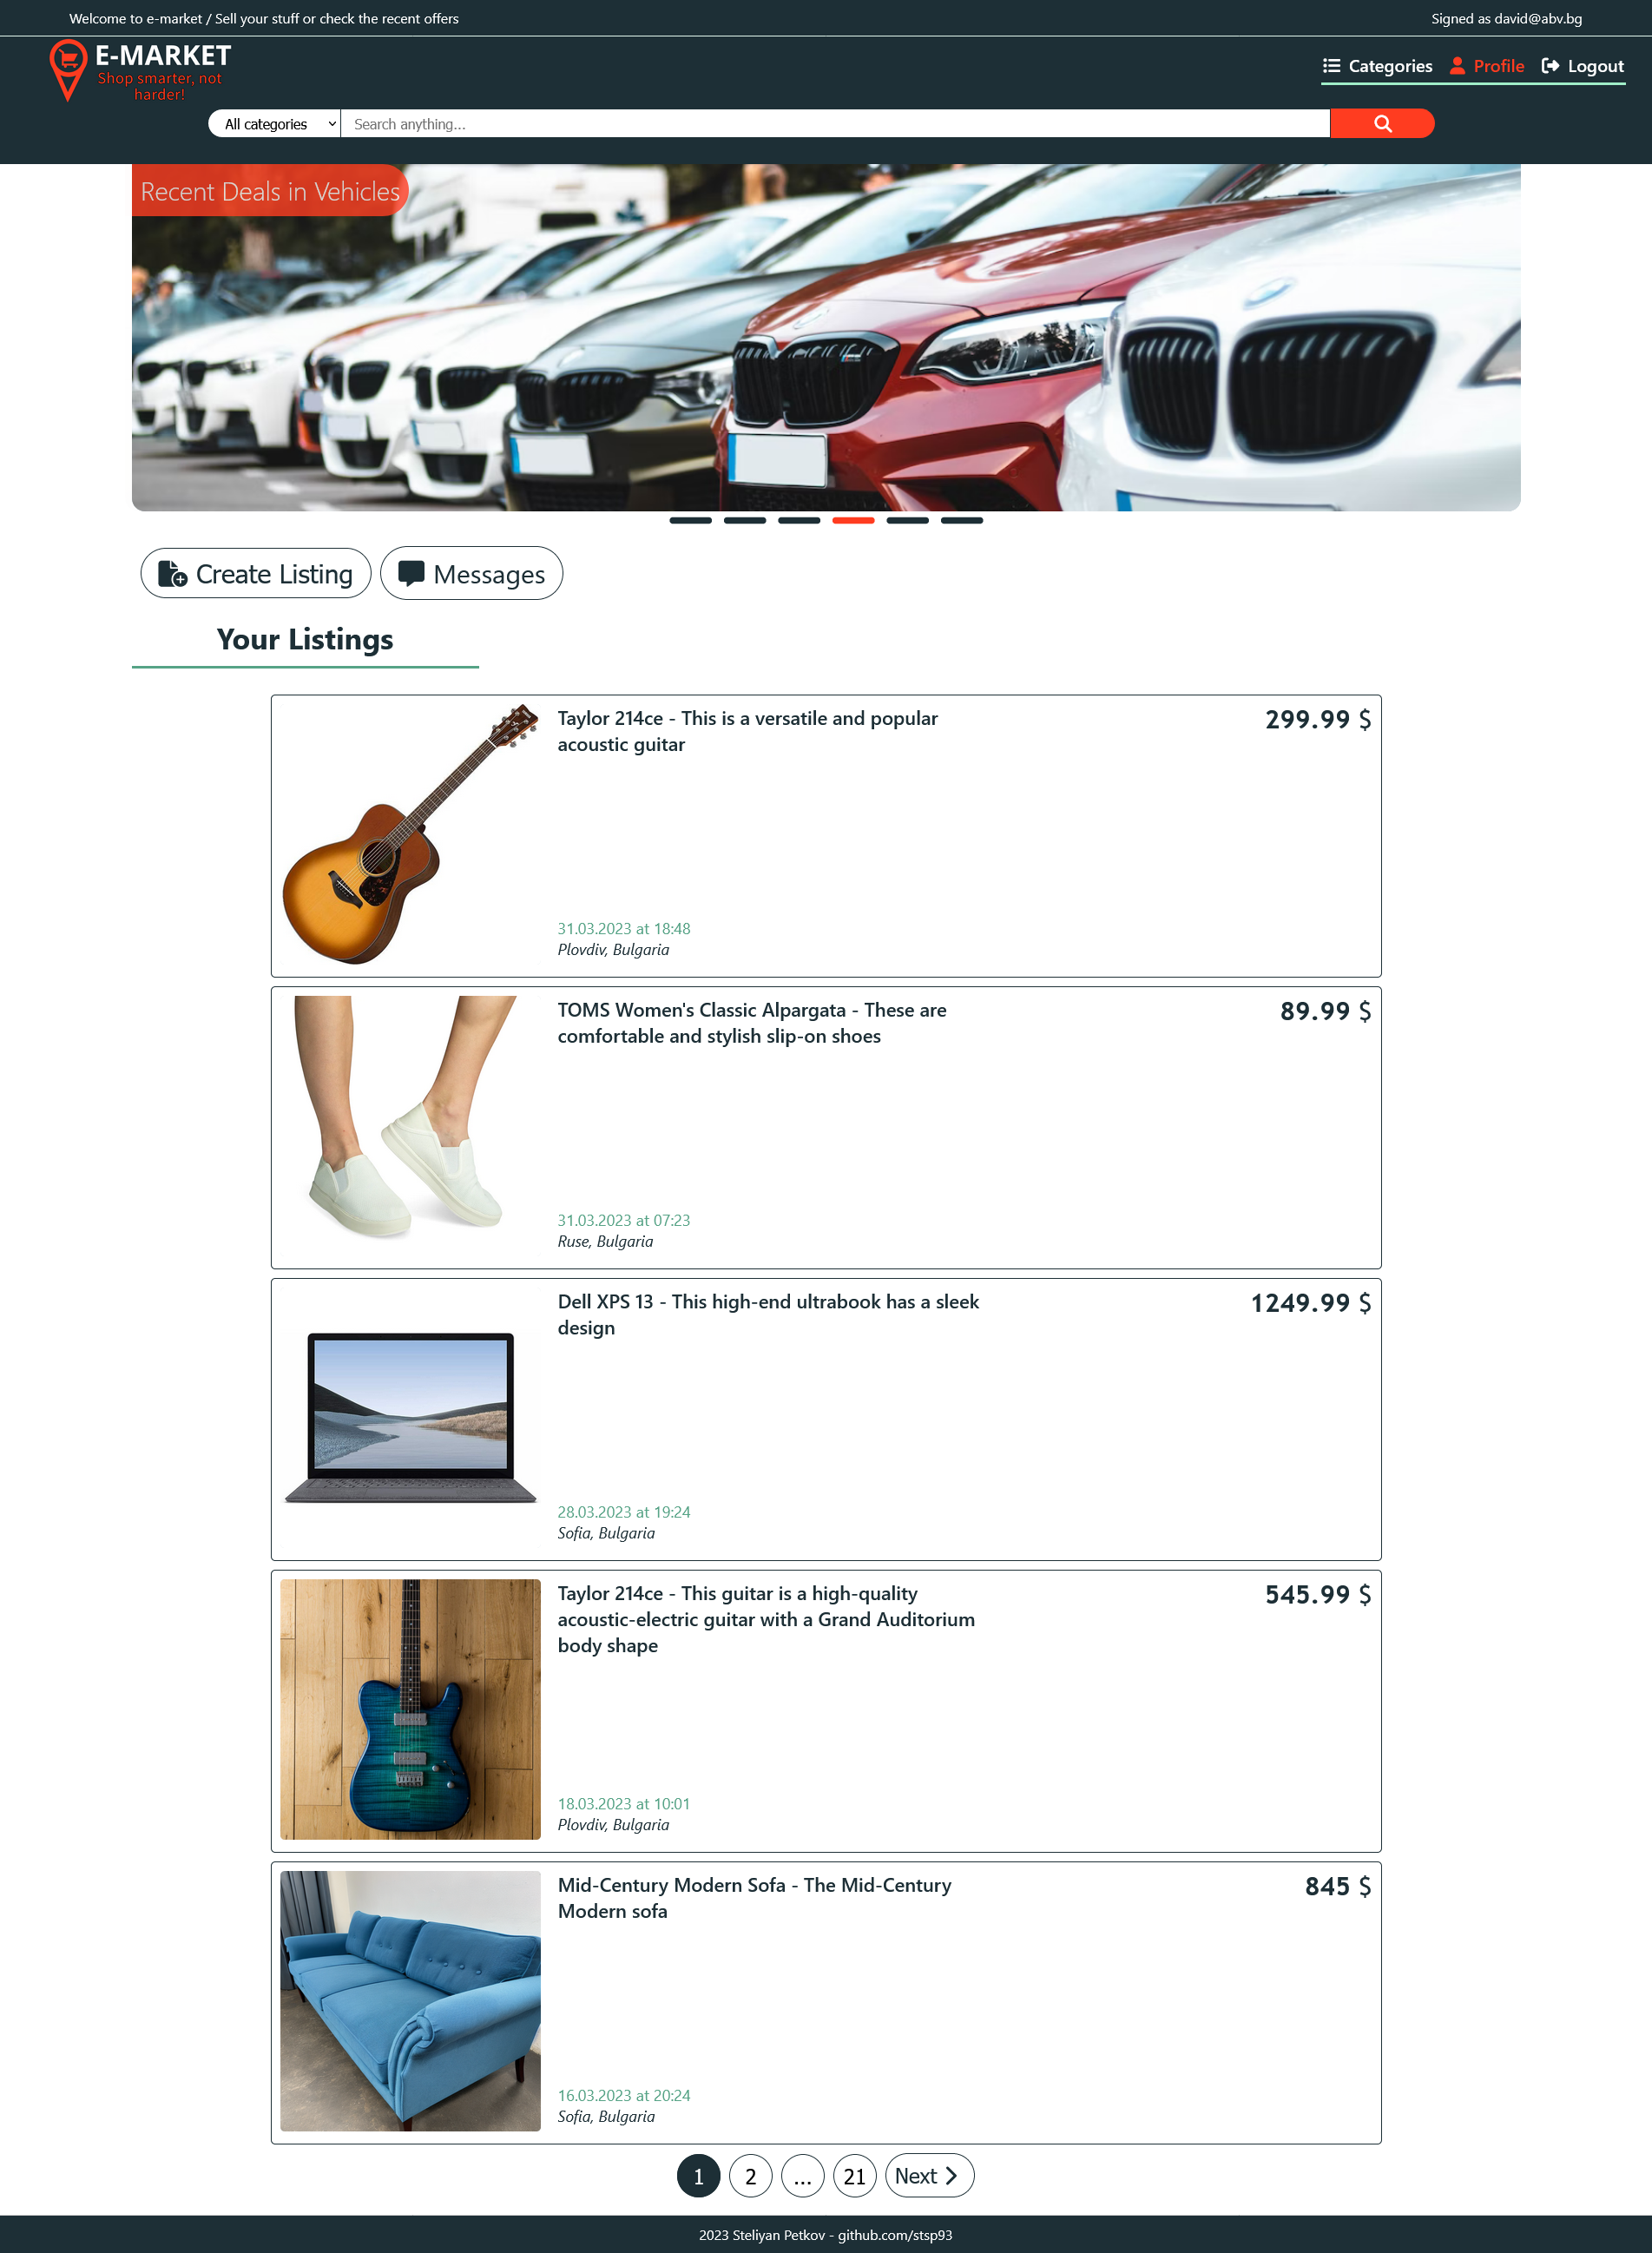 Welcome to e-market / Sell your stuff or check the recent offers
Signed as david@abv.bg
E-MARKET
Shop smarter, not
harder!
Categories
Profile
Logout
All categories
Search anything...
Recent Deals in Vehicles
Create Listing
Messages
Your Listings
Taylor 214ce - This is a versatile and popular
acoustic guitar
299.99 $
31.03.2023 at 18:48
Plovdiv, Bulgaria
TOMS Women's Classic Alpargata - These are
comfortable and stylish slip-on shoes
89.99 $
31.03.2023 at 07:23
Ruse, Bulgaria
Dell XPS 13 - This high-end ultrabook has a sleek
design
1249.99 $
28.03.2023 at 19:24
Sofia, Bulgaria
Taylor 214ce - This guitar is a high-quality
acoustic-electric guitar with a Grand Auditorium
body shape
545.99 $
18.03.2023 at 10:01
Plovdiv, Bulgaria
Mid-Century Modern Sofa - The Mid-Century
Modern sofa
845 $
16.03.2023 at 20:24
Sofia, Bulgaria
1
2
...
21
Next
2023 Steliyan Petkov - github.com/stsp93